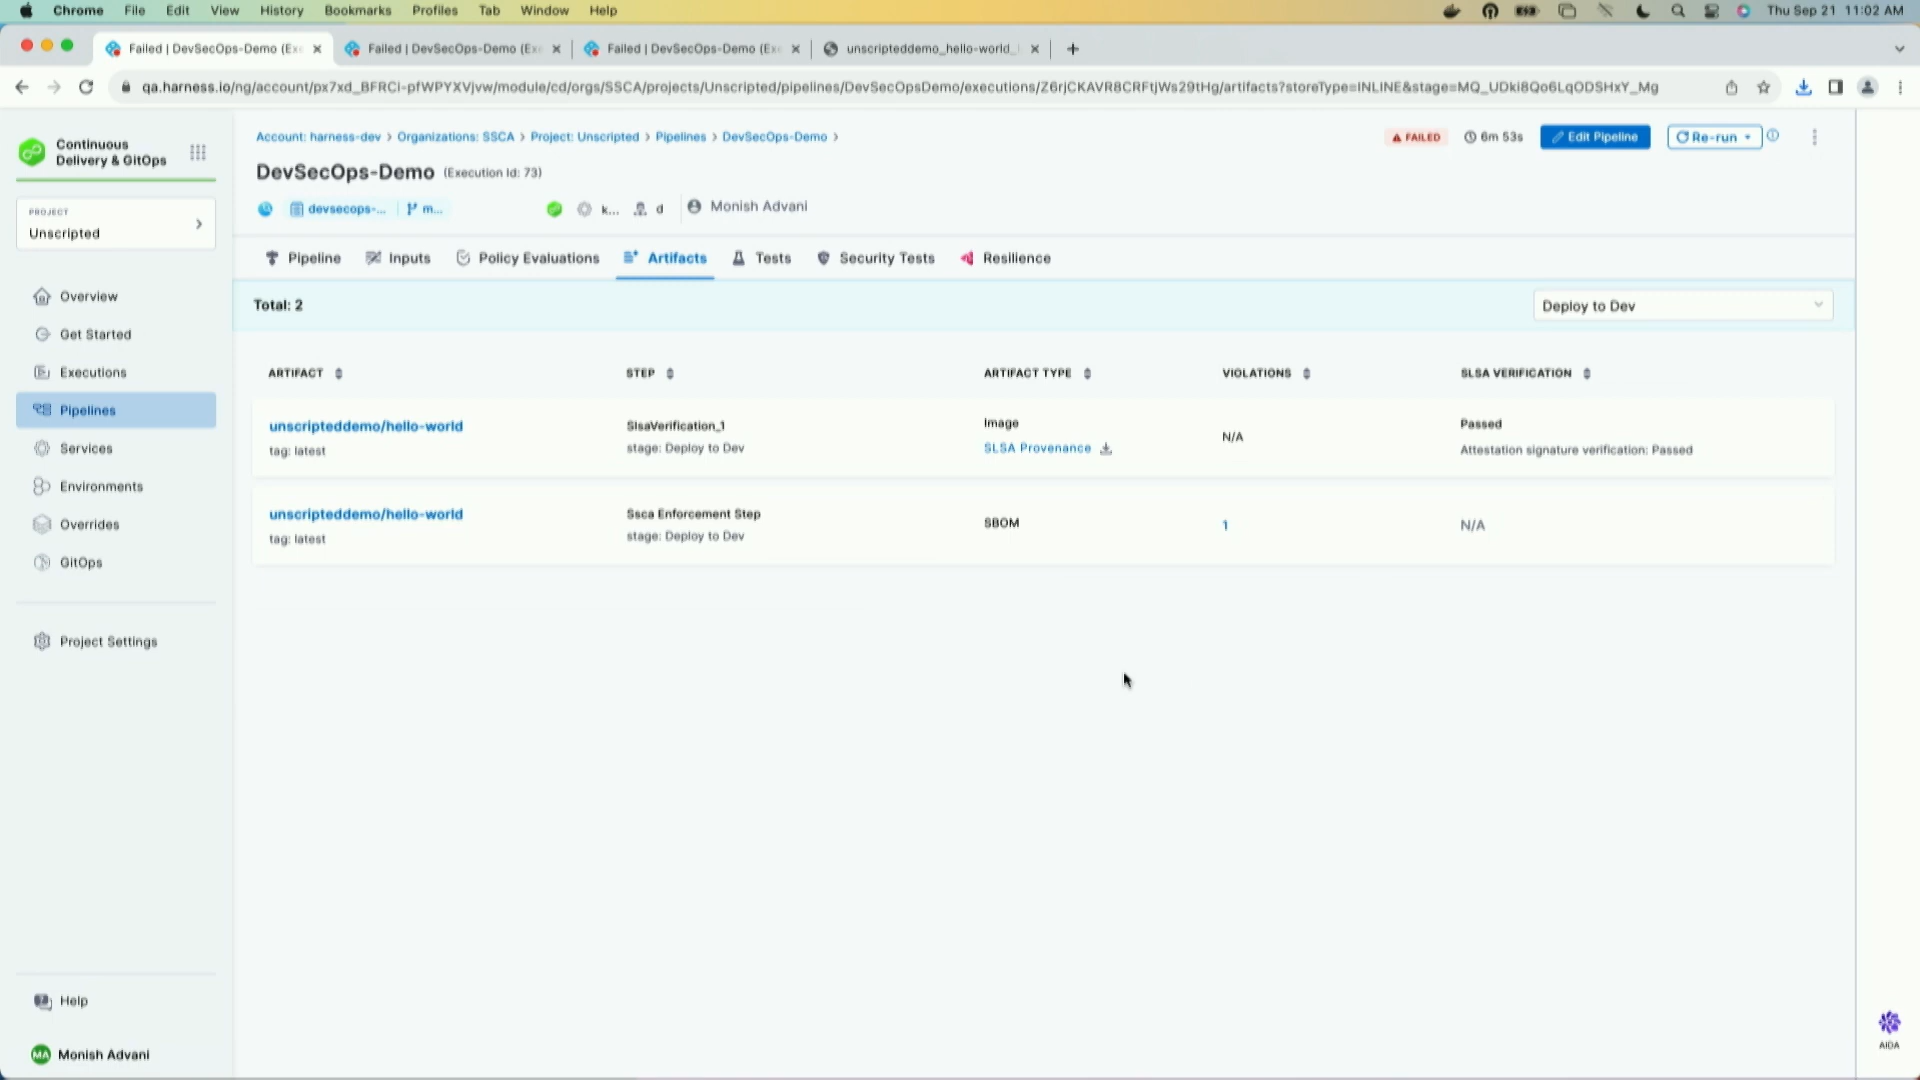 Chrome File Edit View History Bookmarks Profiles Tab Window Help Thu Sep 21 11:02 AM
Failed | DevSecOps-Demo (Ex Failed | DevSecOps-Demo (Ex Failed | DevSecOps-Demo (Ex unscripteddemo_hello-world_
qa.harness.io/ng/account/px7xd_BFRCi-pfWPYXVjvw/module/cd/orgs/SSCA/projects/Unscripted/pipelines/DevSecOpsDemo/executions/Z6rjCKAVR8CRFtjWs29tHg/artifacts?storeType=INLINE&stage=MQ_UDki8Qo6LqODSHxY_Mg
Continuous
Delivery & GitOps
PROJECT
Unscripted
Overview
Get Started
Executions
Pipelines
Services
Environments
Overrides
GitOps
Project Settings
Help
MA Monish Advani
Account: harness-dev > Organizations: SSCA > Project: Unscripted > Pipelines > DevSecOps-Demo >
FAILED 6m 53s Edit Pipeline Re-run
DevSecOps-Demo (Execution Id: 73)
devsecops-... m... k... d Monish Advani
Pipeline Inputs Policy Evaluations Artifacts Tests Security Tests Resilience
Total: 2 Deploy to Dev
ARTIFACT STEP ARTIFACT TYPE VIOLATIONS SLSA VERIFICATION
unscripteddemo/hello-world SlsaVerification_1 Image N/A Passed
tag: latest stage: Deploy to Dev SLSA Provenance Attestation signature verification: Passed
unscripteddemo/hello-world Ssca Enforcement Step SBOM 1 N/A
tag: latest stage: Deploy to Dev
AIDA